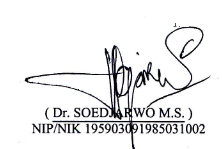 ( Dr. SOEDJARWO M.S. )
NIP/NIK 195903091985031002